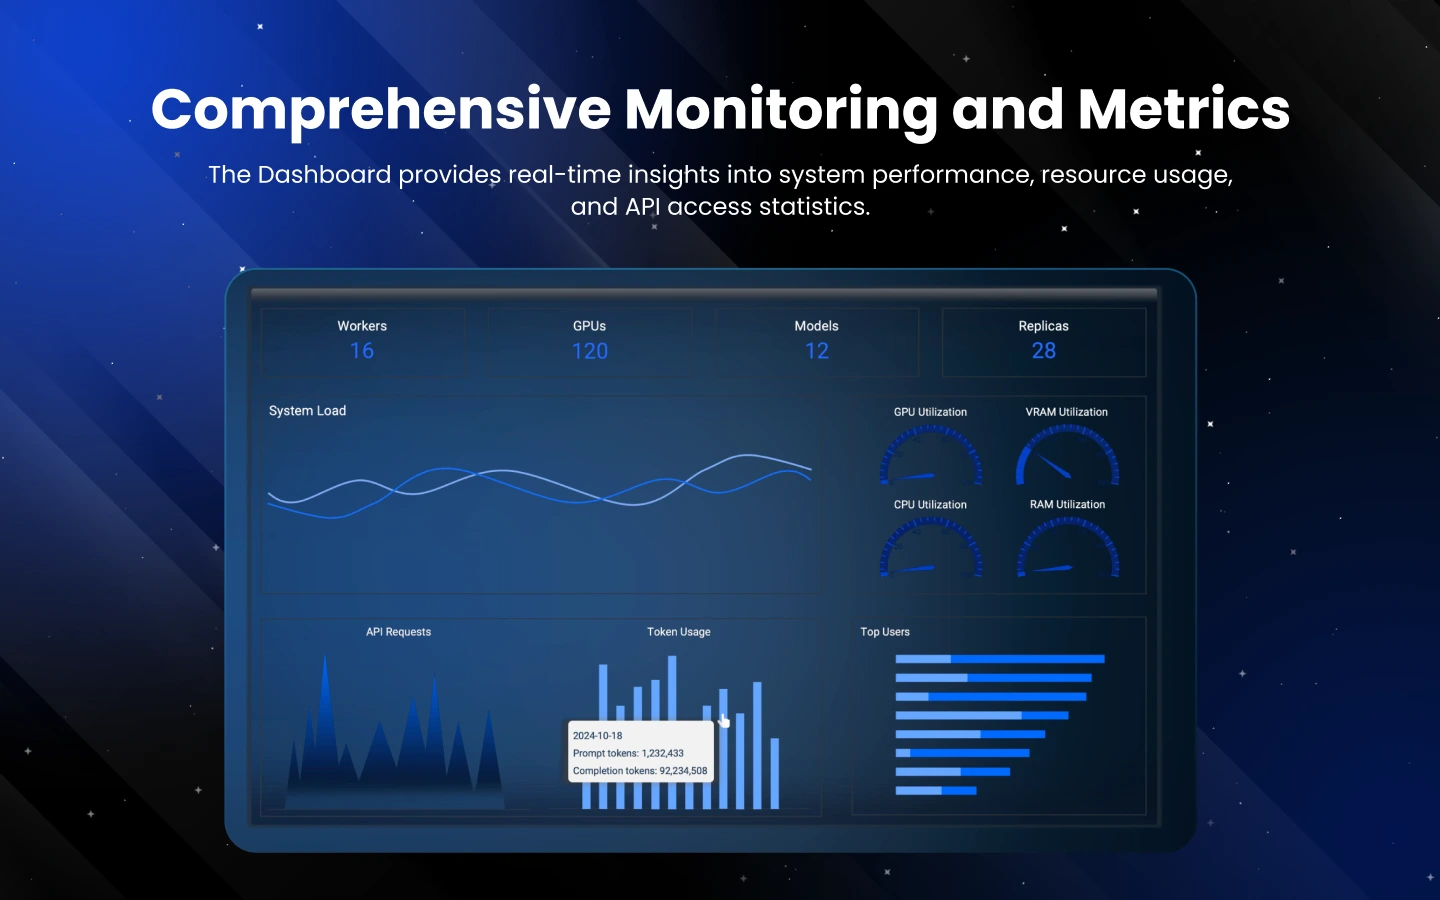 Comprehensive Monitoring and Metrics
The Dashboard provides real-time insights into system performance, resource usage,
and API access statistics.
Workers
16
GPUs
120
Models
12
Replicas
28
System Load
GPU Utilization
VRAM Utilization
CPU Utilization
RAM Utilization
API Requests
Token Usage
2024-10-18
Prompt tokens: 1,232,433
Completion tokens: 92,234,508
Top Users